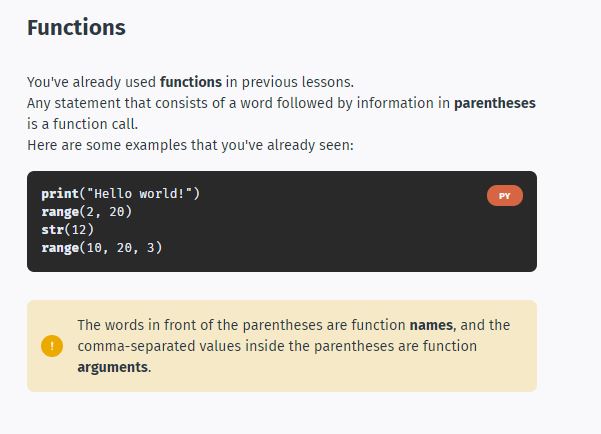 Functions
You've already used functions in previous lessons.
Any statement that consists of a word followed by information in parentheses
is a function call.
Here are some examples that you've already seen:
print("Hello world!")
PY
range(2, 20)
str(12)
range(10, 20, 3)
The words in front of the parentheses are function names, and the
!
comma-separated values inside the parentheses are function
arguments.